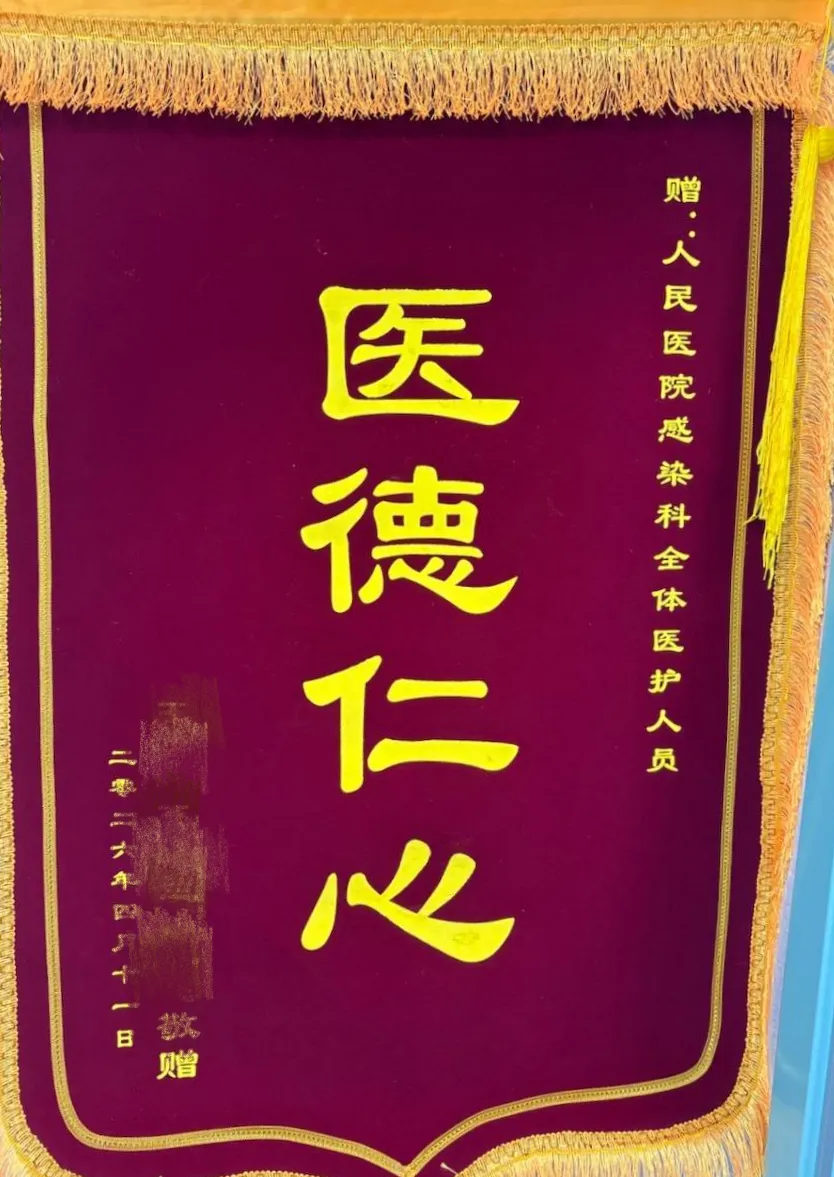 赠：人民医院感染科全体医护人员
医德仁心
敬赠
二零二六年四月十一日